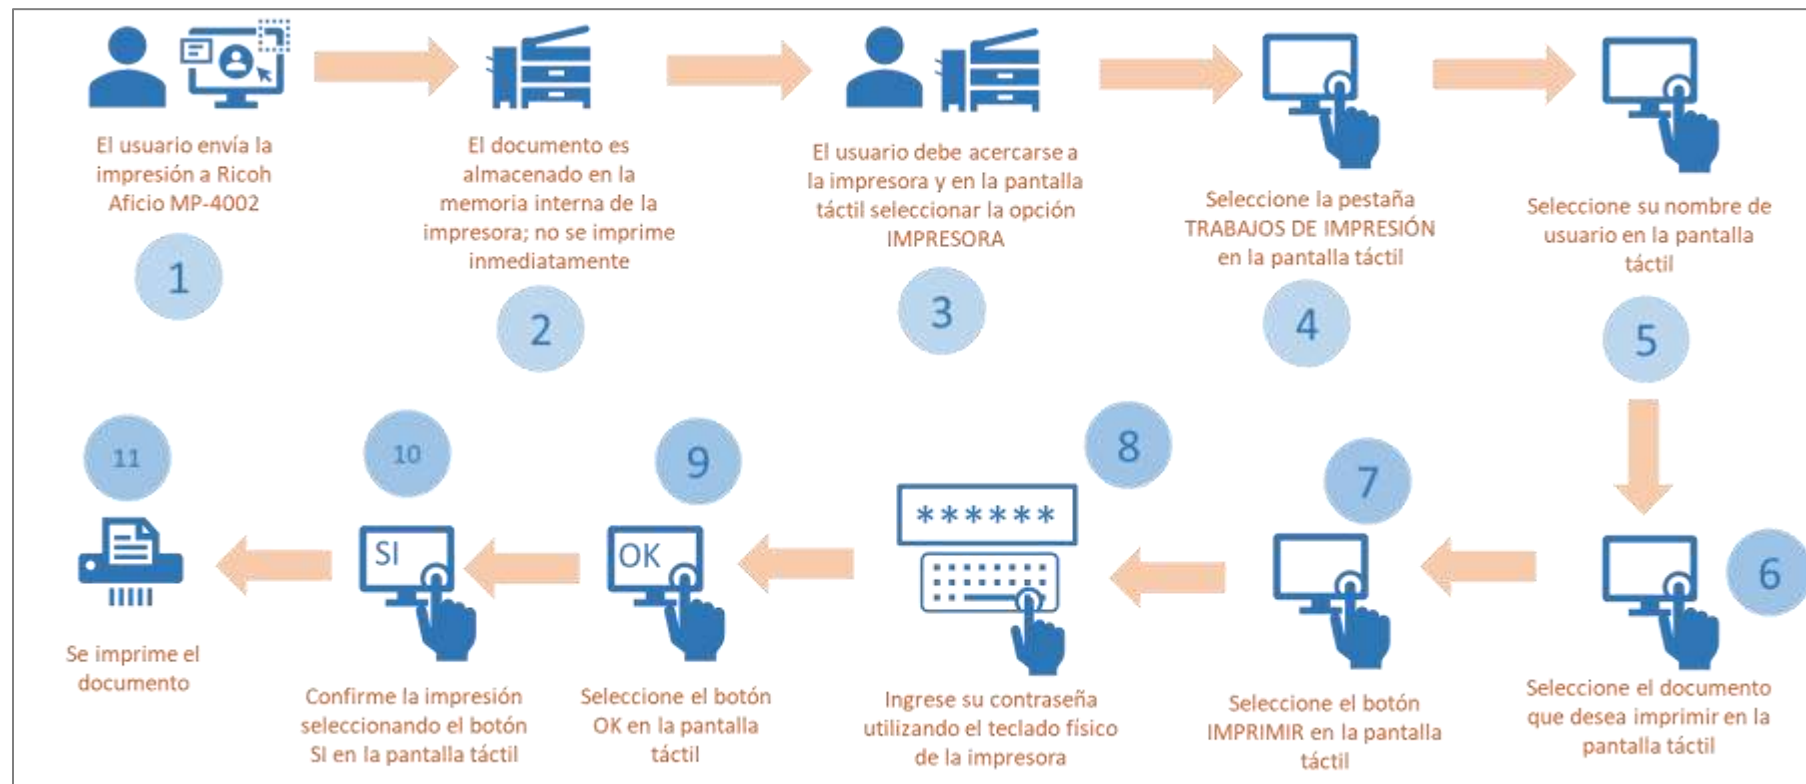 El usuario envía la
impresión a Ricoh
Aficio MP-4002
1
El documento es
almacenado en la
memoria interna de la
impresora; no se imprime
inmediatamente
2
El usuario debe acercarse a
la impresora y en la pantalla
táctil seleccionar la opción
IMPRESORA
3
Seleccione la pestaña
TRABAJOS DE IMPRESIÓN
en la pantalla táctil
4
Seleccione su nombre de
usuario en la pantalla
táctil
5
6
Seleccione el documento
que desea imprimir en la
pantalla táctil
7
Seleccione el botón
IMPRIMIR en la pantalla
táctil
8
******
Ingrese su contraseña
utilizando el teclado físico
de la impresora
9
OK
Seleccione el botón
OK en la pantalla
táctil
10
SI
Confirme la impresión
seleccionando el botón
SI en la pantalla táctil
11
Se imprime el
documento